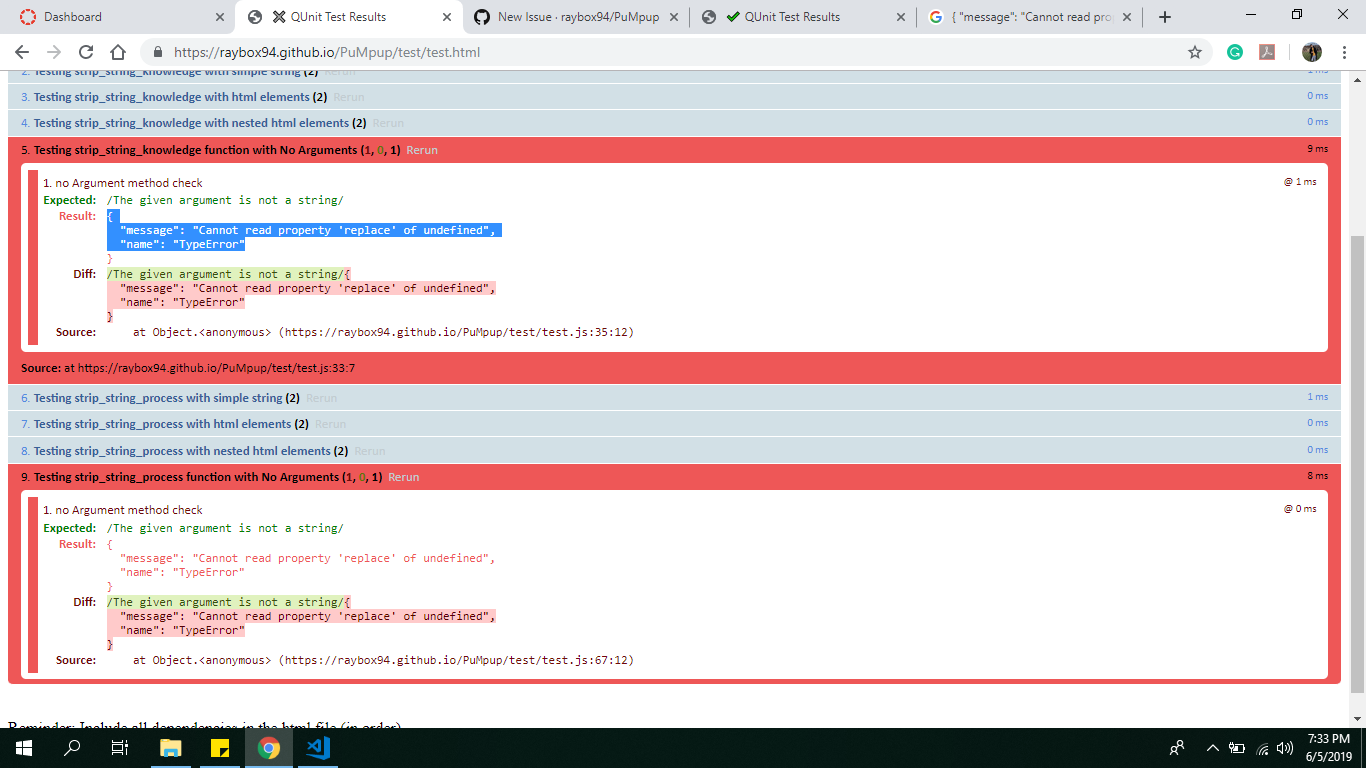 Dashboard
QUnit Test Results
New Issue · raybox94/PuMpup
QUnit Test Results
{ "message": "Cannot read pro
https://raybox94.github.io/PuMpup/test/test.html
2. Testing strip_string_knowledge with simple string (2) Rerun
1 ms
3. Testing strip_string_knowledge with html elements (2) Rerun
0 ms
4. Testing strip_string_knowledge with nested html elements (2) Rerun
0 ms
5. Testing strip_string_knowledge function with No Arguments (1, 0, 1) Rerun
9 ms
1. no Argument method check
@ 1 ms
Expected: /The given argument is not a string/
Result: {
"message": "Cannot read property 'replace' of undefined",
"name": "TypeError"
}
Diff: /The given argument is not a string/{
"message": "Cannot read property 'replace' of undefined",
"name": "TypeError"
}
Source: at Object.<anonymous> (https://raybox94.github.io/PuMpup/test/test.js:35:12)
Source: at https://raybox94.github.io/PuMpup/test/test.js:33:7
6. Testing strip_string_process with simple string (2) Rerun
1 ms
7. Testing strip_string_process with html elements (2) Rerun
0 ms
8. Testing strip_string_process with nested html elements (2) Rerun
0 ms
9. Testing strip_string_process function with No Arguments (1, 0, 1) Rerun
8 ms
1. no Argument method check
@ 0 ms
Expected: /The given argument is not a string/
Result: {
"message": "Cannot read property 'replace' of undefined",
"name": "TypeError"
}
Diff: /The given argument is not a string/{
"message": "Cannot read property 'replace' of undefined",
"name": "TypeError"
}
Source: at Object.<anonymous> (https://raybox94.github.io/PuMpup/test/test.js:67:12)
Reminder: Include all dependencies in the html file (in order)
7:33 PM
6/5/2019